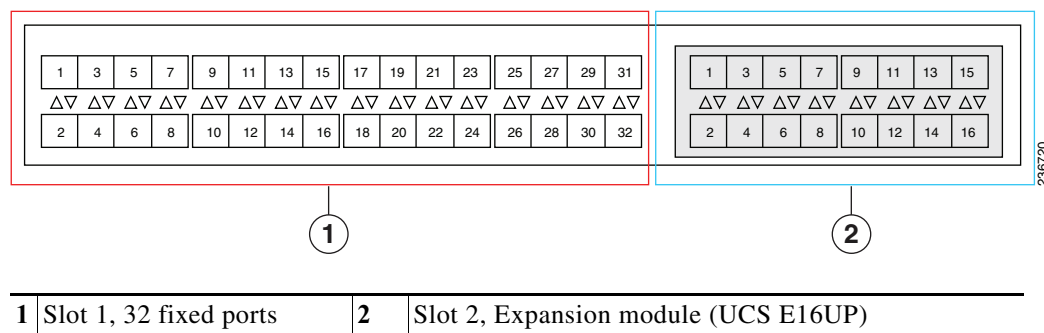 1 3 5 7 9 11 13 15 17 19 21 23 25 27 29 31 1 3 5 7 9 11 13 15
2 4 6 8 10 12 14 16 18 20 22 24 26 28 30 32 2 4 6 8 10 12 14 16
236720
1 2
1 Slot 1, 32 fixed ports 2 Slot 2, Expansion module (UCS E16UP)